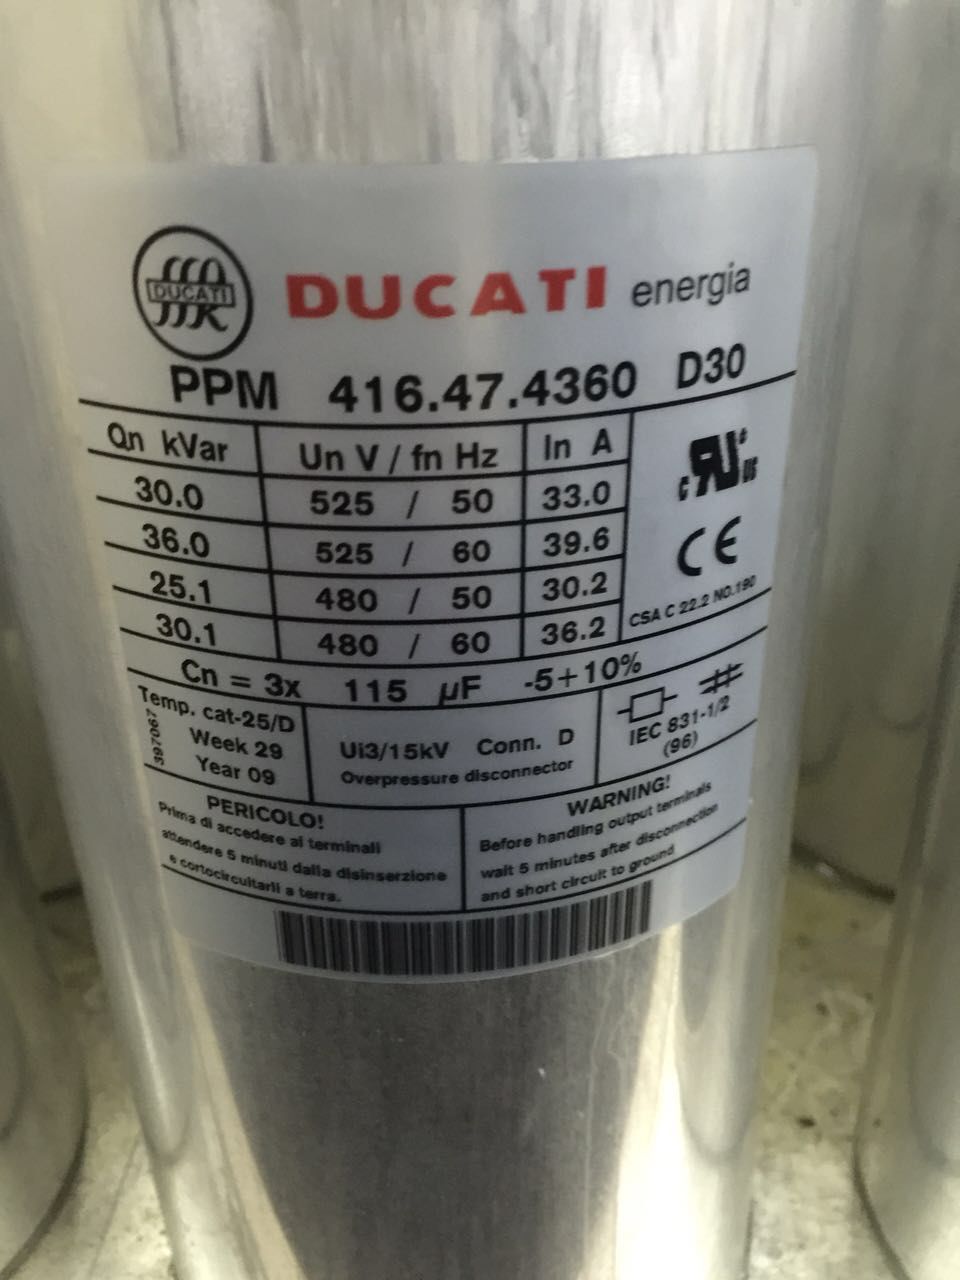 DUCATI
DUCATI energia
PPM 416.47.4360 D30
Qn kVar Un V / fn Hz In A
30.0 525 / 50 33.0
36.0 525 / 60 39.6
25.1 480 / 50 30.2
30.1 480 / 60 36.2
c RU us
CE
CSA C 22.2 NO.190
Cn = 3x 115 µF -5+10%
Temp. cat-25/D
Week 29
Year 09
397067
Ui3/15kV Conn. D
Overpressure disconnector
IEC 831-1/2
(96)
PERICOLO!
Prima di accedere ai terminali
attendere 5 minuti dalla disinserzione
e cortocircuitarli a terra.
WARNING!
Before handling output terminals
wait 5 minutes after disconnection
and short circuit to ground